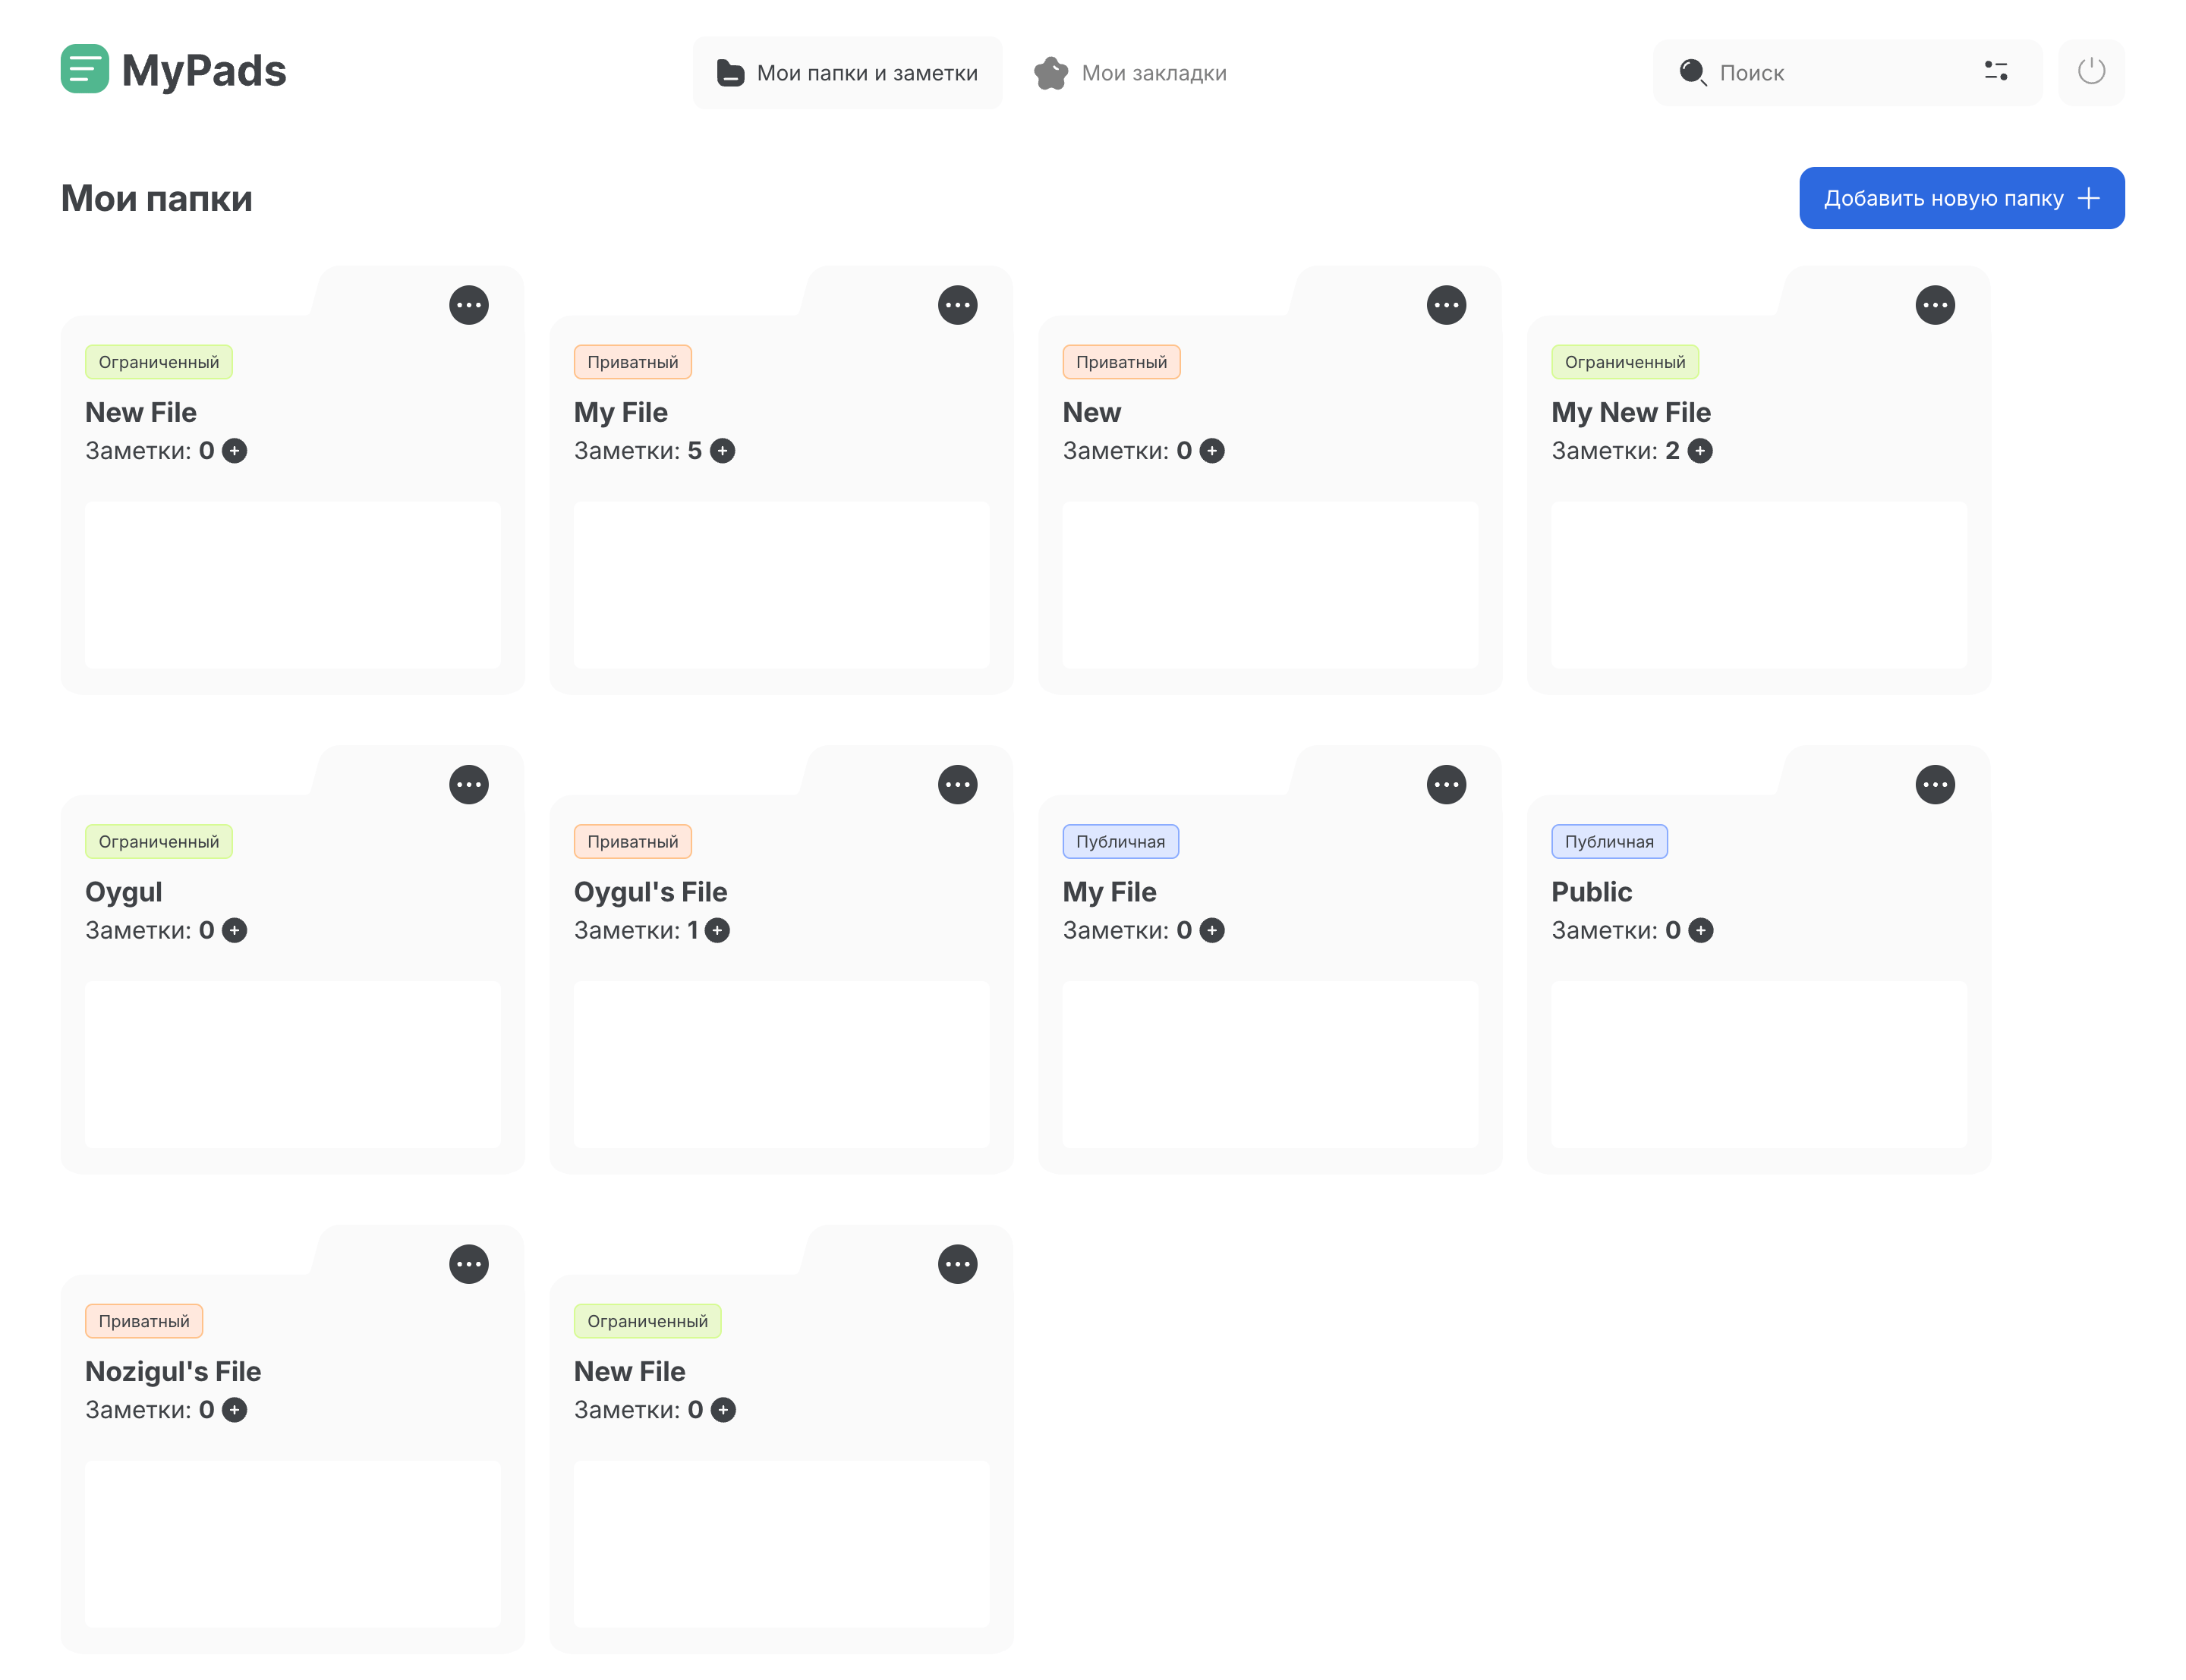 MyPads
Мои папки и заметки
Мои закладки
Поиск
Мои папки
Добавить новую папку
Ограниченный
New File
Заметки: 0
Приватный
My File
Заметки: 5
Приватный
New
Заметки: 0
Ограниченный
My New File
Заметки: 2
Ограниченный
Oygul
Заметки: 0
Приватный
Oygul's File
Заметки: 1
Публичная
My File
Заметки: 0
Публичная
Public
Заметки: 0
Приватный
Nozigul's File
Заметки: 0
Ограниченный
New File
Заметки: 0